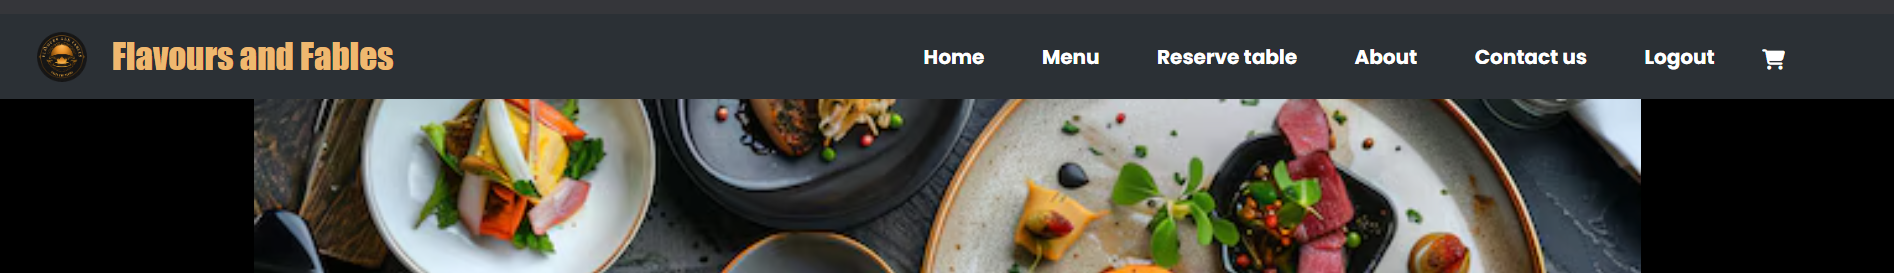 Flavours and Fables
Home Menu Reserve table About Contact us Logout